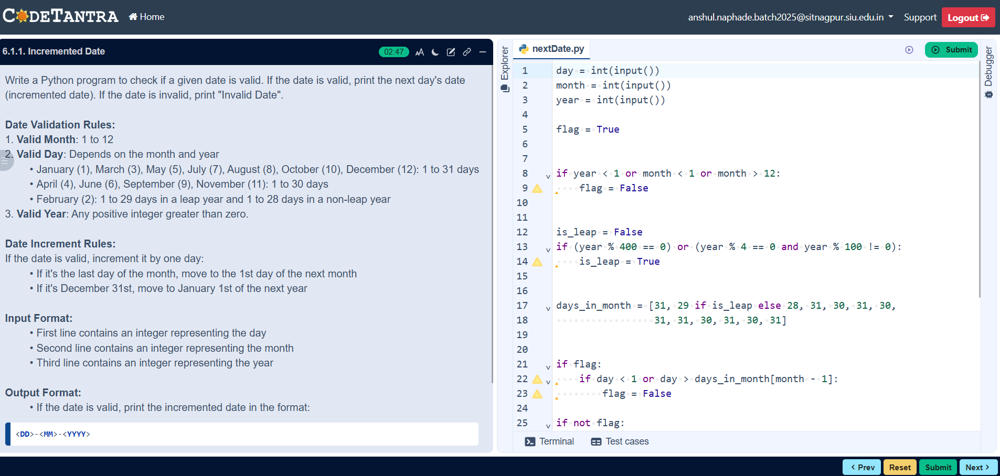 CODETANTRA
Home
anshul.naphade.batch2025@sitnagpur.siu.edu.in
Support
Logout
6.1.1. Incremented Date
02:47
AA
Write a Python program to check if a given date is valid. If the date is valid, print the next day's date
(incremented date). If the date is invalid, print "Invalid Date".
Date Validation Rules:
1. Valid Month: 1 to 12
2. Valid Day: Depends on the month and year
• January (1), March (3), May (5), July (7), August (8), October (10), December (12): 1 to 31 days
• April (4), June (6), September (9), November (11): 1 to 30 days
• February (2): 1 to 29 days in a leap year and 1 to 28 days in a non-leap year
3. Valid Year: Any positive integer greater than zero.
Date Increment Rules:
If the date is valid, increment it by one day:
• If it's the last day of the month, move to the 1st day of the next month
• If it's December 31st, move to January 1st of the next year
Input Format:
• First line contains an integer representing the day
• Second line contains an integer representing the month
• Third line contains an integer representing the year
Output Format:
• If the date is valid, print the incremented date in the format:
<DD>-<MM>-<YYYY>
Explorer
nextDate.py
Submit
Debugger
1 day = int(input())
2 month = int(input())
3 year = int(input())
4
5 flag = True
6
7
8 if year < 1 or month < 1 or month > 12:
9     flag = False
10
11
12 is_leap = False
13 if (year % 400 == 0) or (year % 4 == 0 and year % 100 != 0):
14     is_leap = True
15
16
17 days_in_month = [31, 29 if is_leap else 28, 31, 30, 31, 30,
18                  31, 31, 30, 31, 30, 31]
19
20
21 if flag:
22     if day < 1 or day > days_in_month[month - 1]:
23         flag = False
24
25 if not flag:
Terminal
Test cases
< Prev
Reset
Submit
Next >